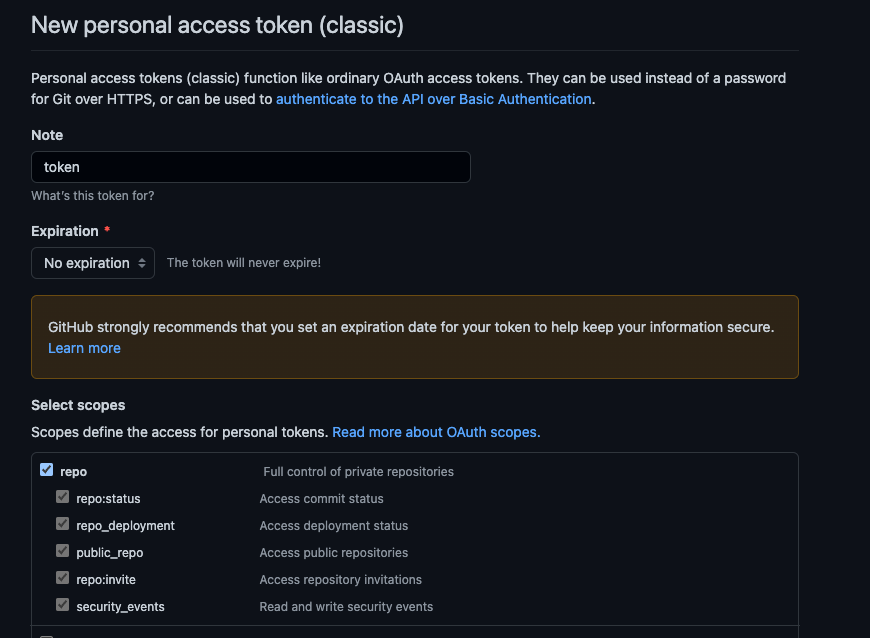 New personal access token (classic)
Personal access tokens (classic) function like ordinary OAuth access tokens. They can be used instead of a password
for Git over HTTPS, or can be used to authenticate to the API over Basic Authentication.
Note
token
What's this token for?
Expiration *
No expiration The token will never expire!
GitHub strongly recommends that you set an expiration date for your token to help keep your information secure.
Learn more
Select scopes
Scopes define the access for personal tokens. Read more about OAuth scopes.
repo Full control of private repositories
repo:status Access commit status
repo_deployment Access deployment status
public_repo Access public repositories
repo:invite Access repository invitations
security_events Read and write security events